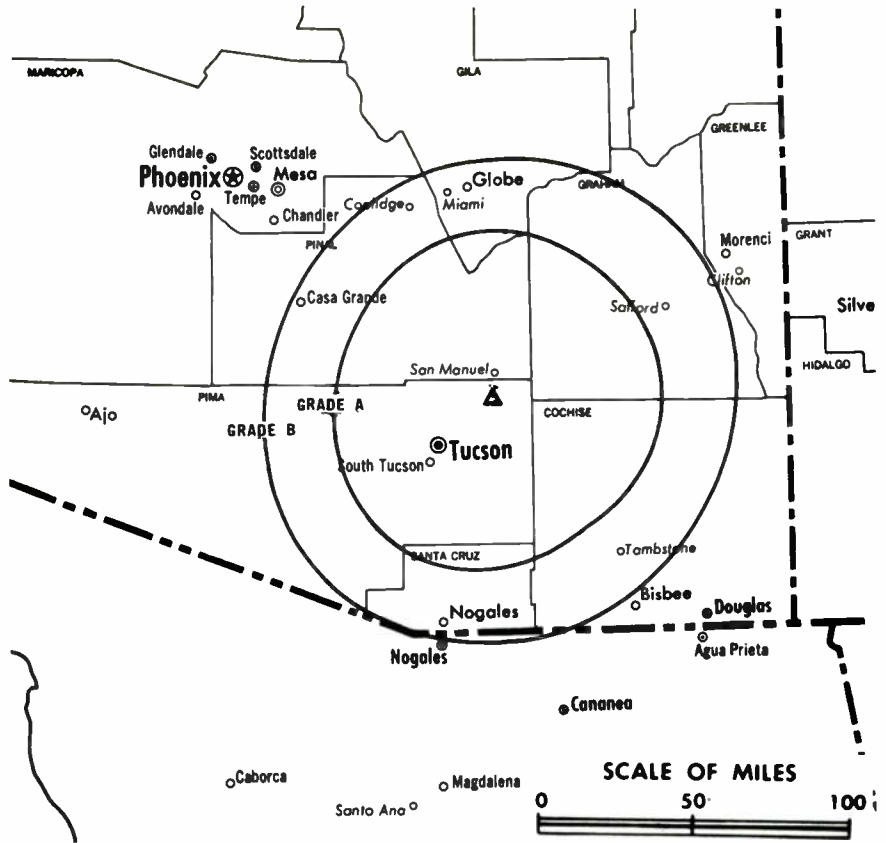 MARICOPA
GILA
GREENLEE
Glendale
Scottsdale
Phoenix
Mesa
Tempe
Avondale
Chandler
Coolidge
Globe
Miami
GRAHAM
PINAL
Morenci
GRANT
Clifton
Casa Grande
Safford
Silve
San Manuel
HIDALGO
PIMA
GRADE A
COCHISE
Ajo
GRADE B
Tucson
South Tucson
SANTA CRUZ
Tambstone
Bisbee
Nogales
Douglas
Nogales
Agua Prieta
Cananea
Caborca
Magdalena
Santo Ana
SCALE OF MILES
0 50 100